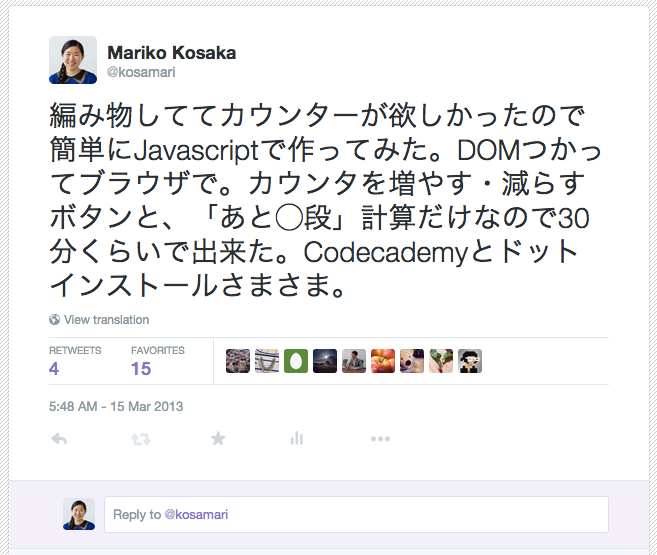 Mariko Kosaka
@kosamari
編み物しててカウンターが欲しかったので
簡単にJavascriptで作ってみた。DOMつかっ
てブラウザで。カウンタを増やす・減らす
ボタンと、「あと◯段」計算だけなので30
分くらいで出来た。Codecademyとドット
インストールさまさま。
View translation
RETWEETS FAVORITES
4 15
5:48 AM - 15 Mar 2013
Reply to @kosamari